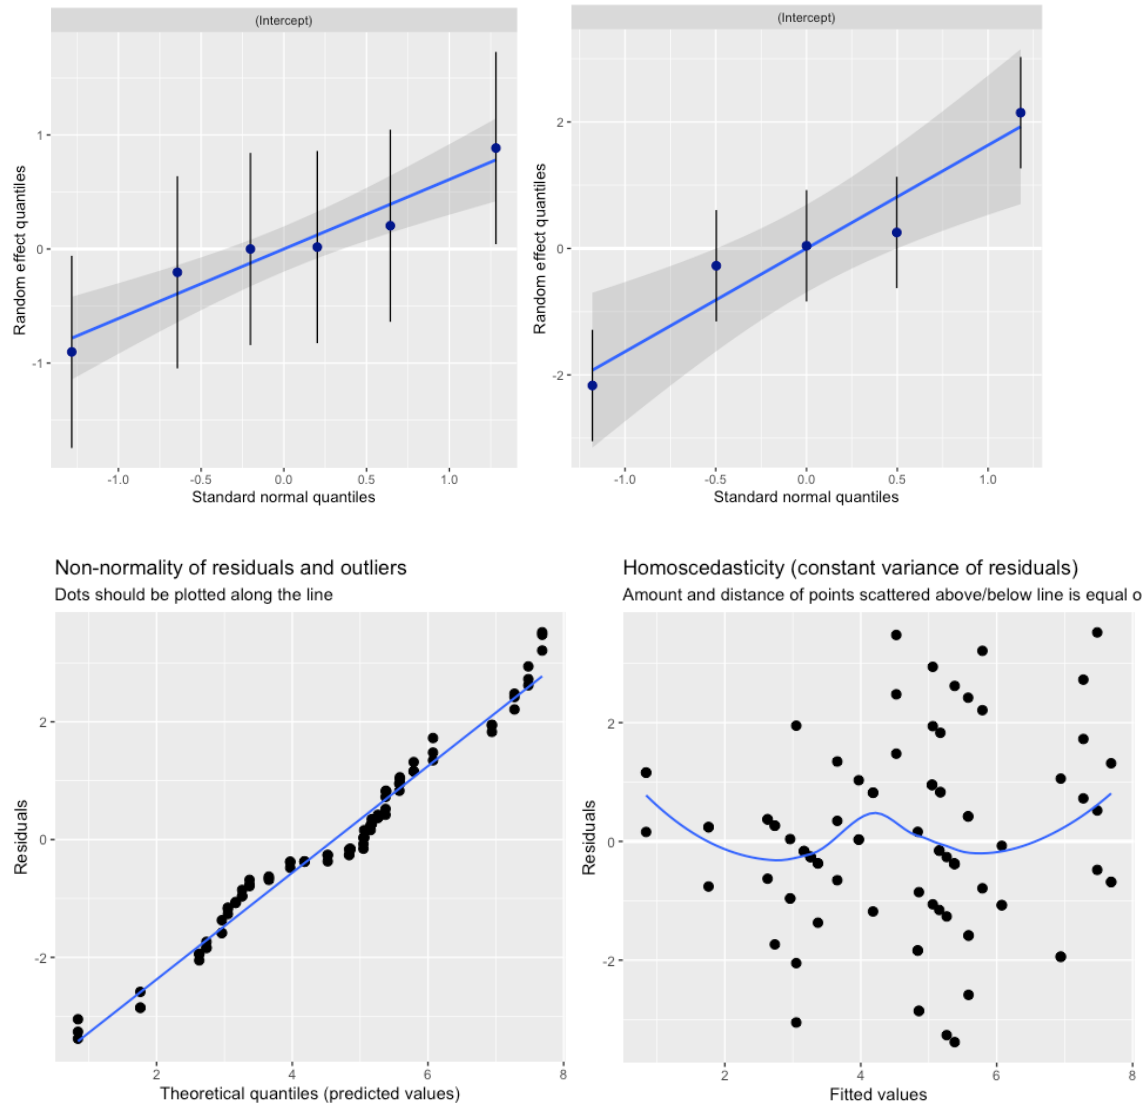 (Intercept)
1
0
-1
Random effect quantiles
-1.0 -0.5 0.0 0.5 1.0
Standard normal quantiles
(Intercept)
2
0
-2
Random effect quantiles
-1.0 -0.5 0.0 0.5 1.0
Standard normal quantiles
Non-normality of residuals and outliers
Dots should be plotted along the line
2
0
-2
Residuals
2 4 6 8
Theoretical quantiles (predicted values)
Homoscedasticity (constant variance of residuals)
Amount and distance of points scattered above/below line is equal o
2
0
-2
Residuals
2 4 6 8
Fitted values